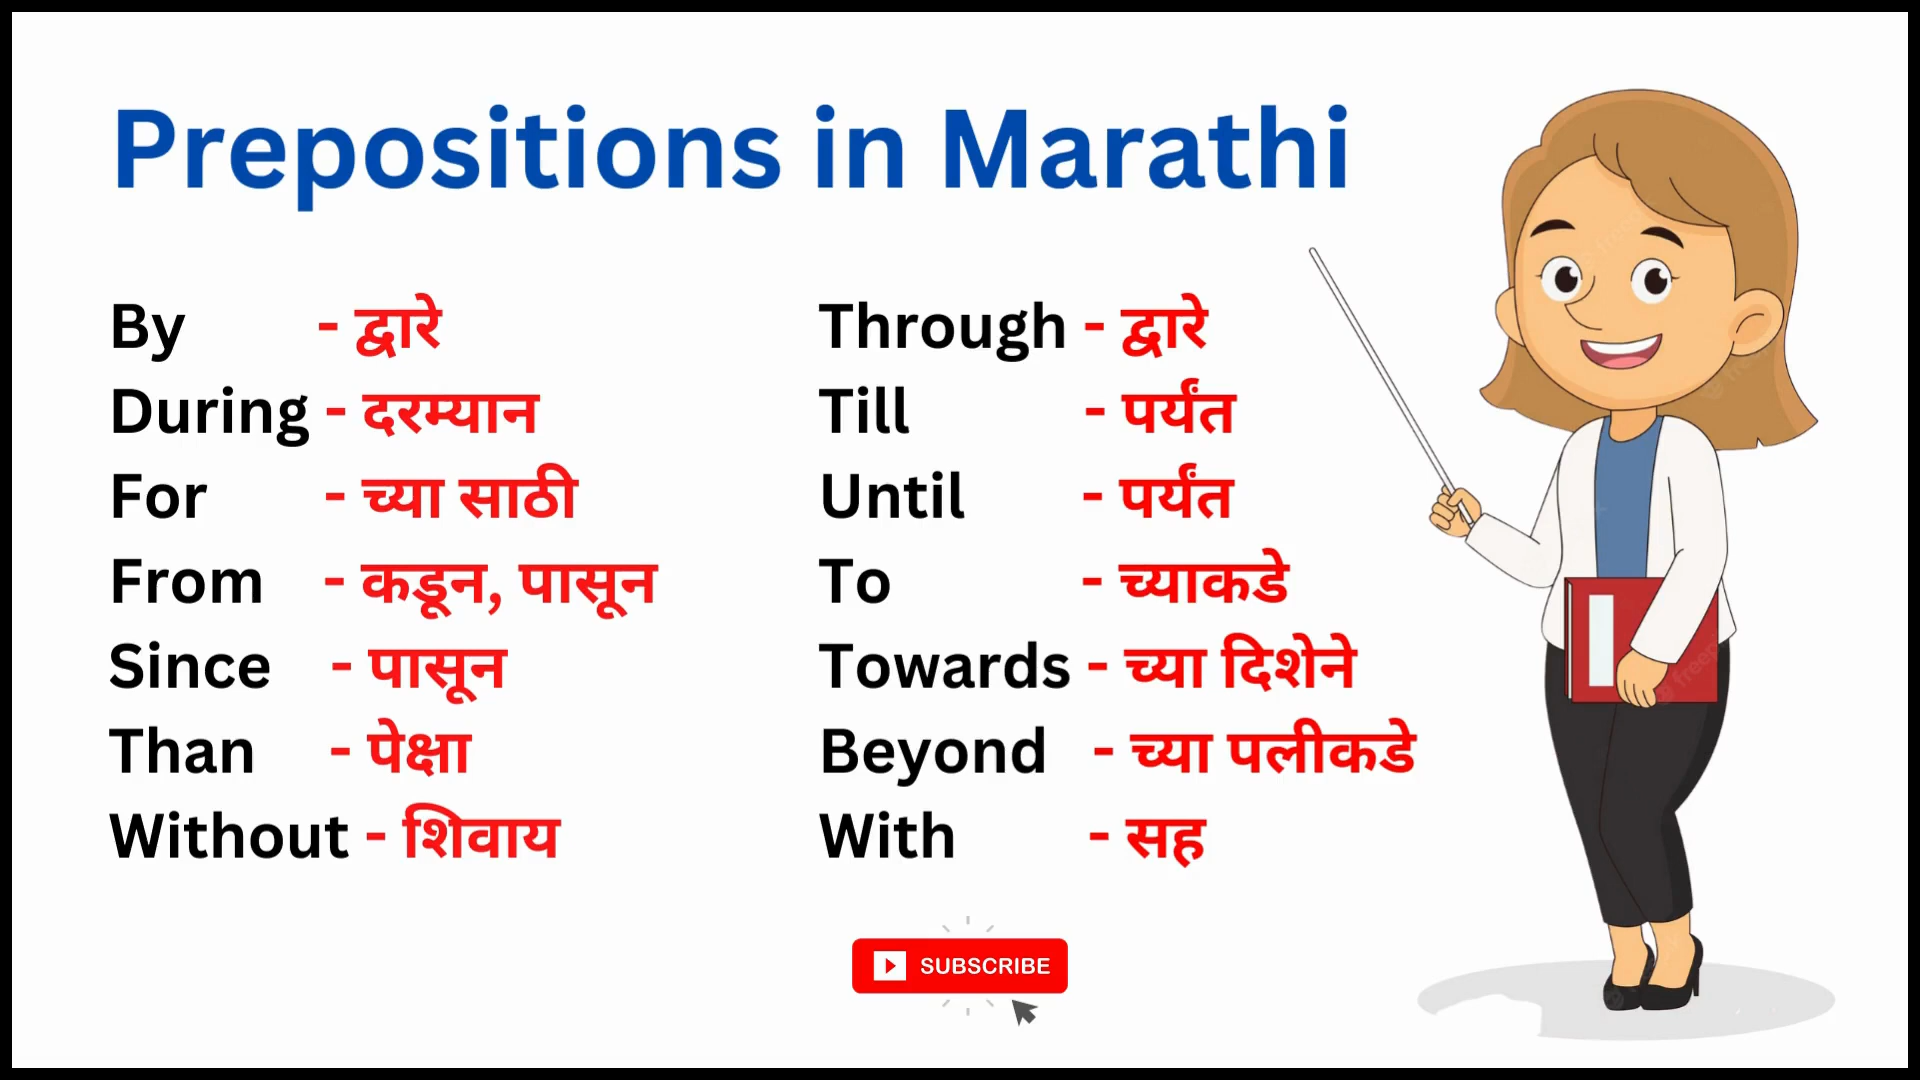 Prepositions in Marathi
By - द्वारे
During - दरम्यान
For - च्या साठी
From - कडून, पासून
Since - पासून
Than - पेक्षा
Without - शिवाय
Through - द्वारे
Till - पर्यंत
Until - पर्यंत
To - च्याकडे
Towards - च्या दिशेने
Beyond - च्या पलीकडे
With - सह
SUBSCRIBE